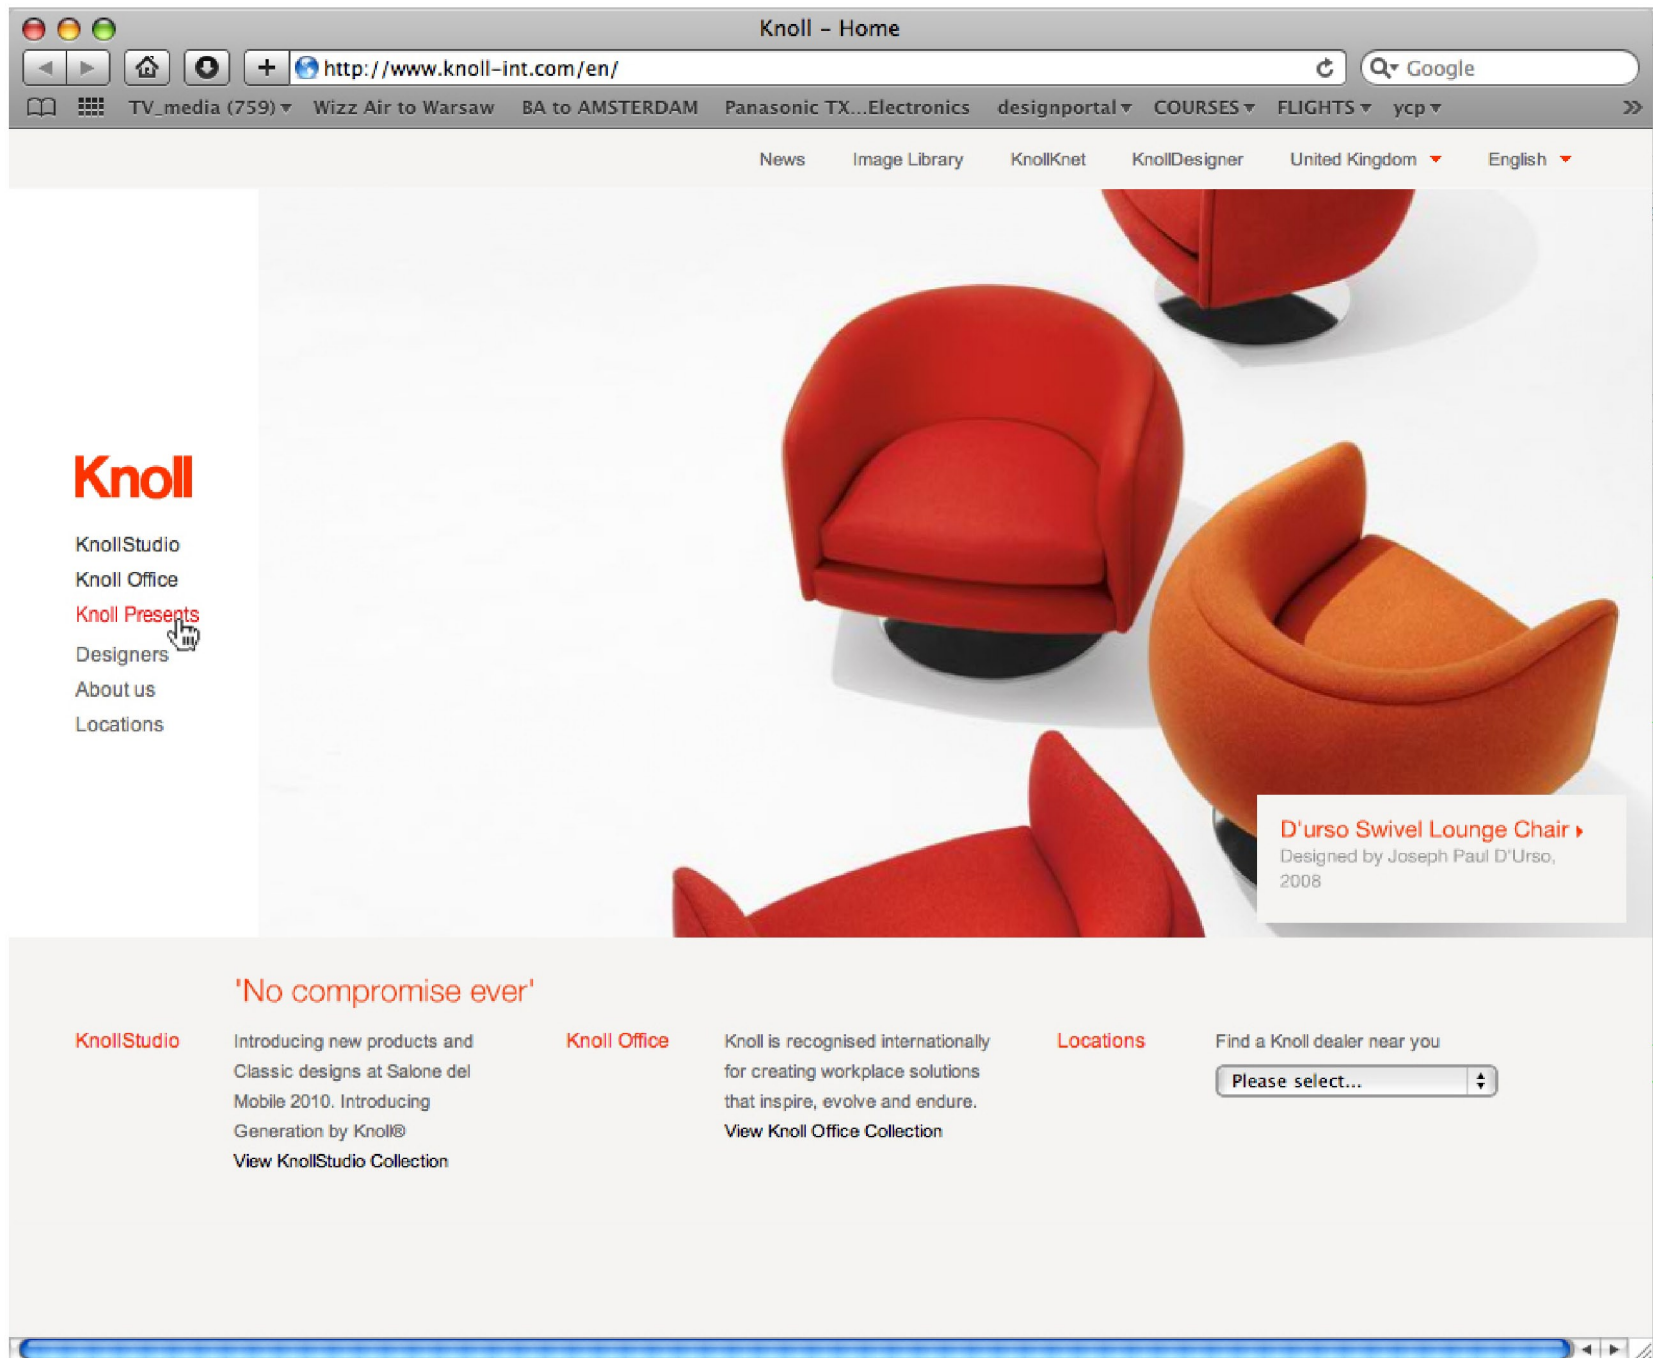 Knoll – Home
http://www.knoll-int.com/en/
Google
TV_media (759) Wizz Air to Warsaw BA to AMSTERDAM Panasonic TX...Electronics designportal COURSES FLIGHTS ycp
News Image Library KnollKnet KnollDesigner United Kingdom English
Knoll
KnollStudio
Knoll Office
Knoll Presents
Designers
About us
Locations
D'urso Swivel Lounge Chair
Designed by Joseph Paul D'Urso,
2008
'No compromise ever'
KnollStudio
Introducing new products and
Classic designs at Salone del
Mobile 2010. Introducing
Generation by Knoll®
View KnollStudio Collection
Knoll Office
Knoll is recognised internationally
for creating workplace solutions
that inspire, evolve and endure.
View Knoll Office Collection
Locations
Find a Knoll dealer near you
Please select...